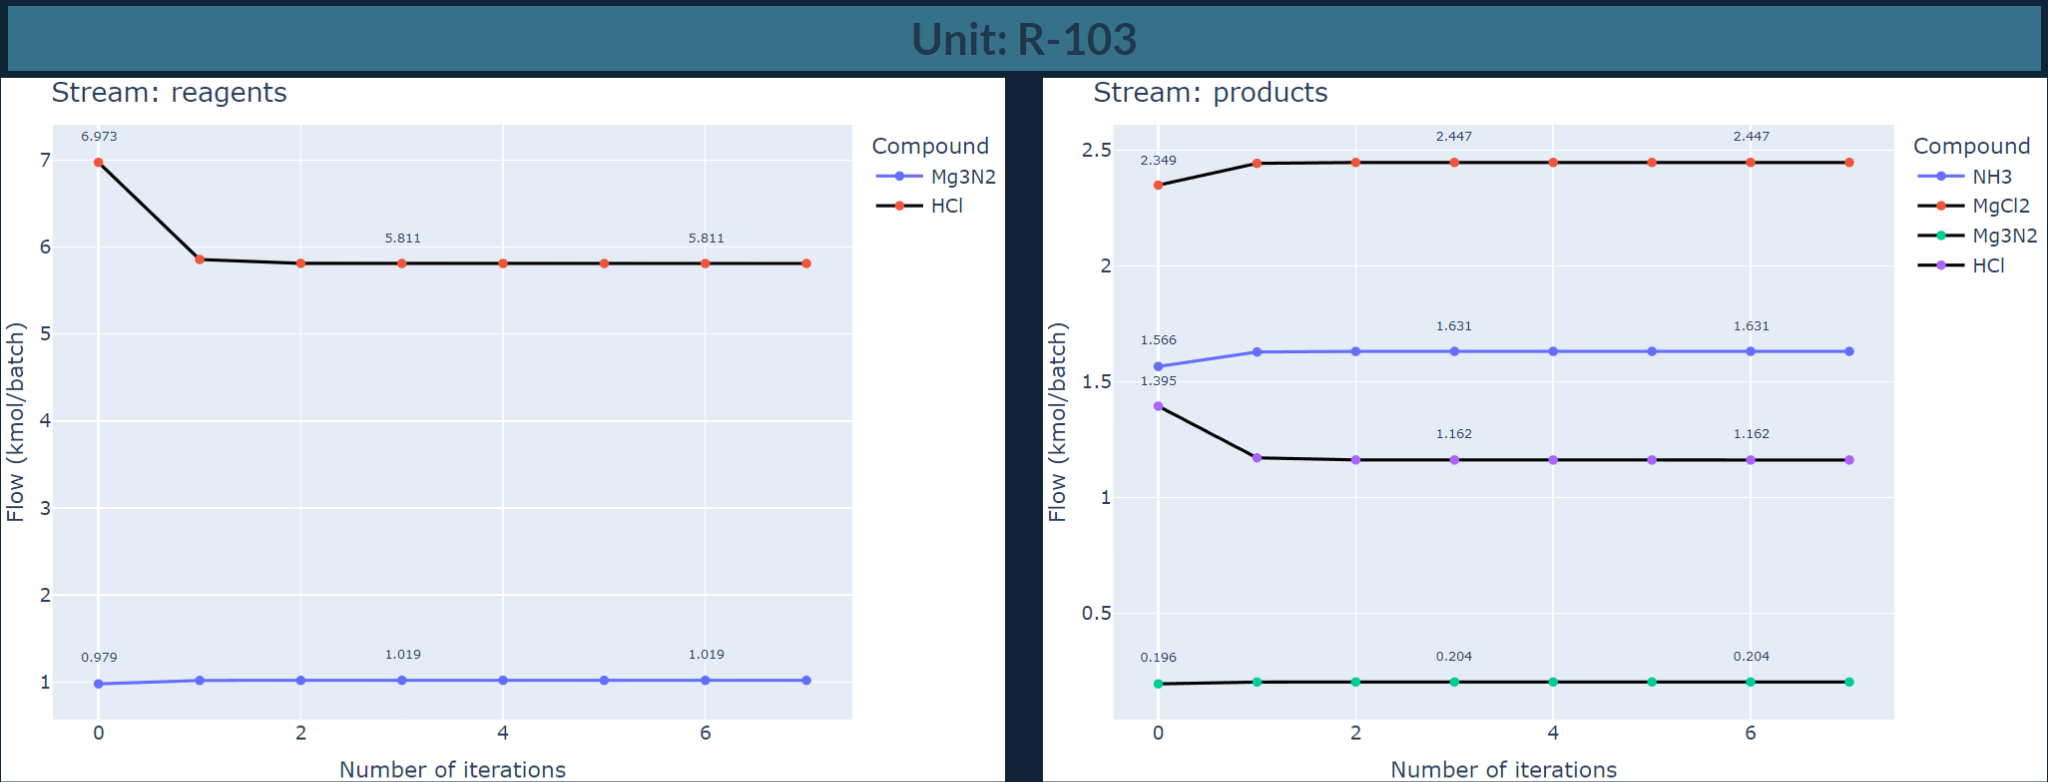 Unit: R-103
Stream: reagents
Compound
Mg3N2
HCl
6.973
5.811
5.811
0.979
1.019
1.019
7
6
5
4
3
2
1
0
2
4
6
Flow (kmol/batch)
Number of iterations
Stream: products
Compound
NH3
MgCl2
Mg3N2
HCl
2.349
2.447
2.447
1.566
1.631
1.631
1.395
1.162
1.162
0.196
0.204
0.204
2.5
2
1.5
1
0.5
0
2
4
6
Flow (kmol/batch)
Number of iterations